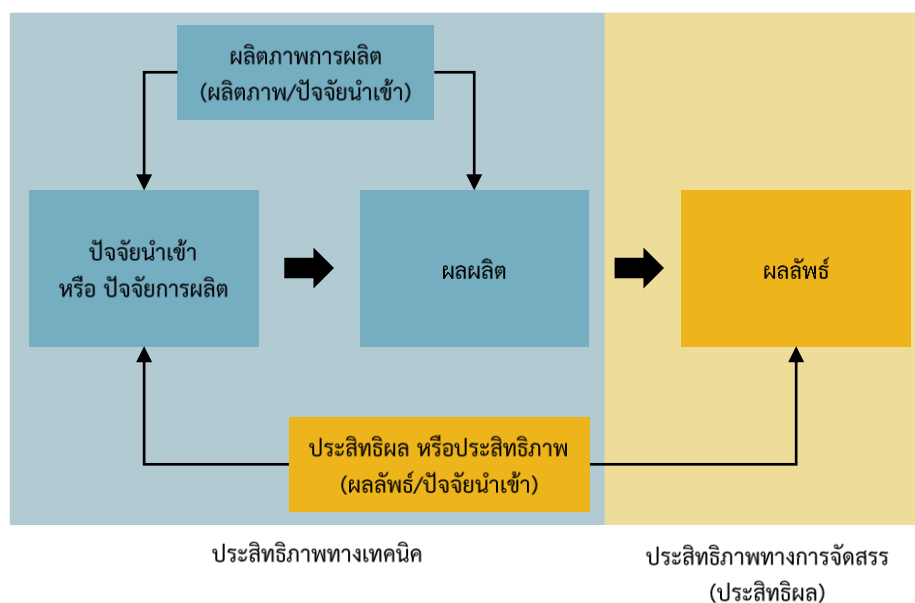 ผลิตภาพการผลิต
(ผลิตภาพ/ปัจจัยนำเข้า)
ปัจจัยนำเข้า
หรือ ปัจจัยการผลิต
ผลผลิต
ผลลัพธ์
ประสิทธิผล หรือประสิทธิภาพ
(ผลลัพธ์/ปัจจัยนำเข้า)
ประสิทธิภาพทางเทคนิค
ประสิทธิภาพทางการจัดสรร
(ประสิทธิผล)